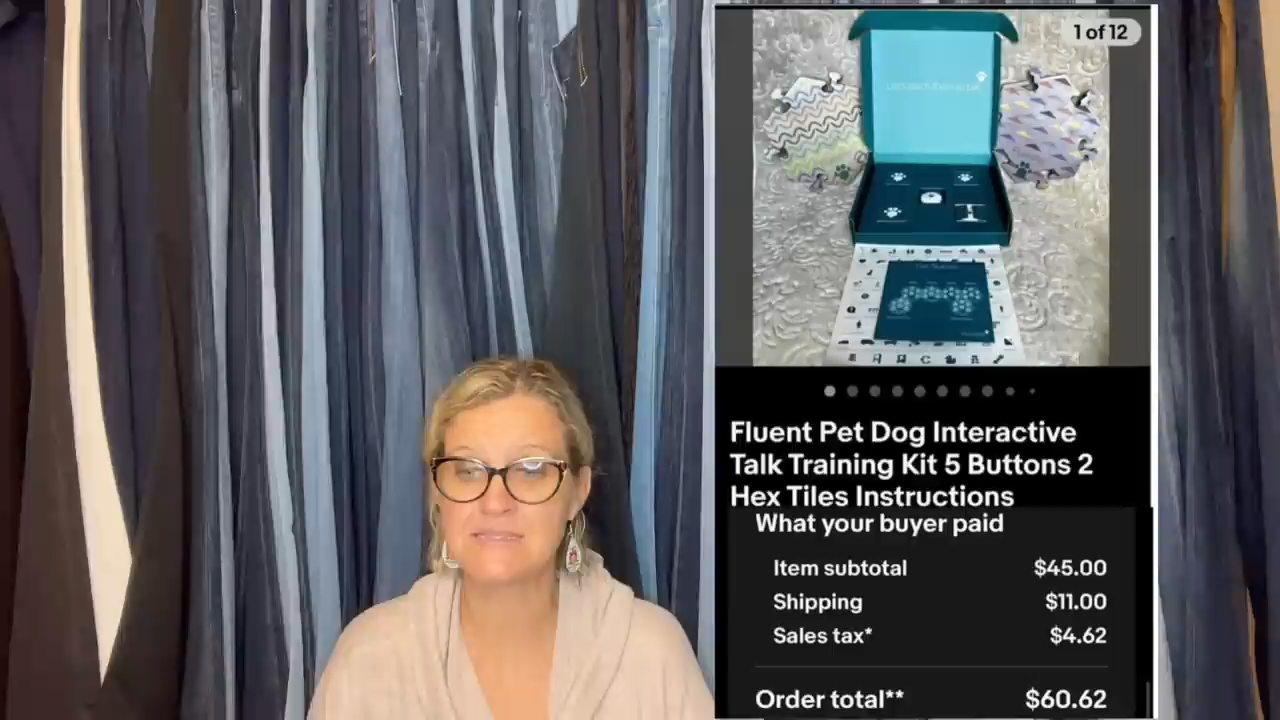 1 of 12
Fluent Pet Dog Interactive
Talk Training Kit 5 Buttons 2
Hex Tiles Instructions
What your buyer paid
Item subtotal $45.00
Shipping $11.00
Sales tax* $4.62
Order total** $60.62